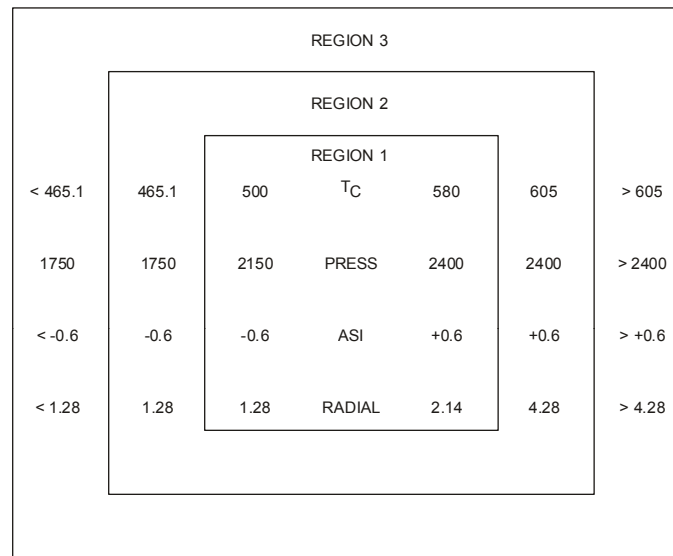 REGION 3
REGION 2
REGION 1
< 465.1 465.1 500 TC 580 605 > 605
1750 1750 2150 PRESS 2400 2400 > 2400
< -0.6 -0.6 -0.6 ASI +0.6 +0.6 > +0.6
< 1.28 1.28 1.28 RADIAL 2.14 4.28 > 4.28